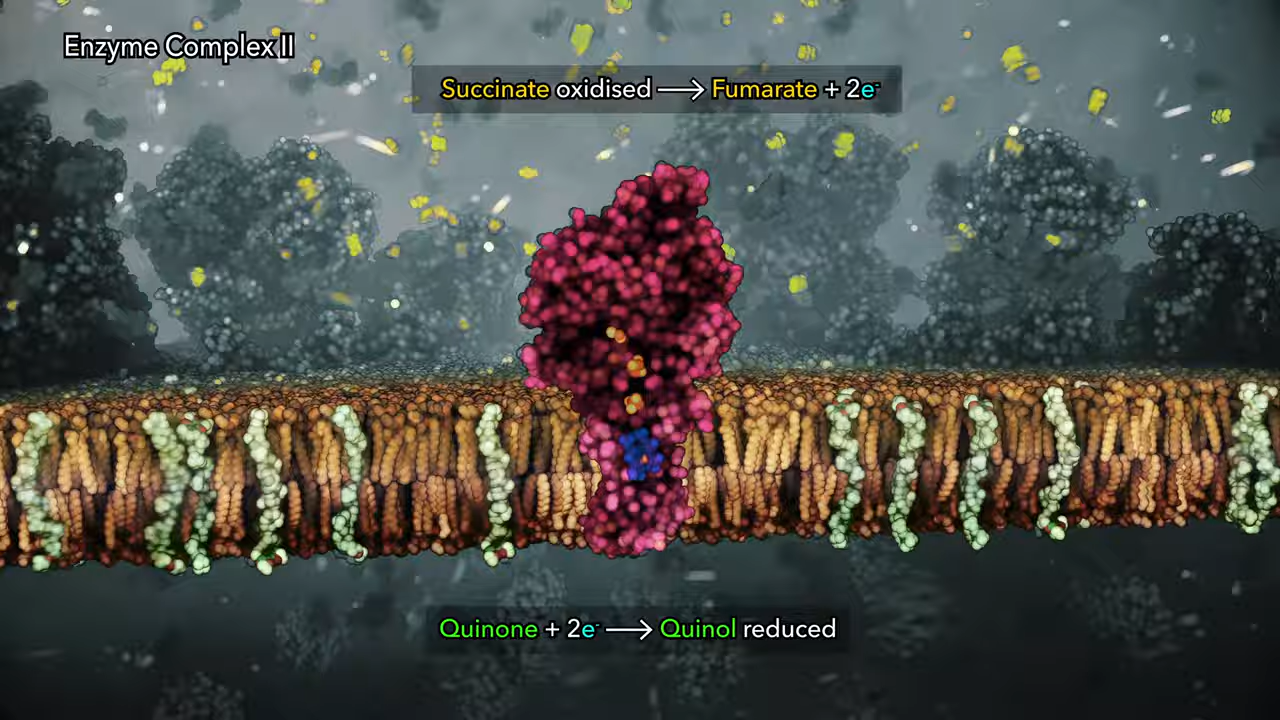 Enzyme Complex II
Succinate oxidised ⟶ Fumarate + 2e⁻
Quinone + 2e⁻ ⟶ Quinol reduced